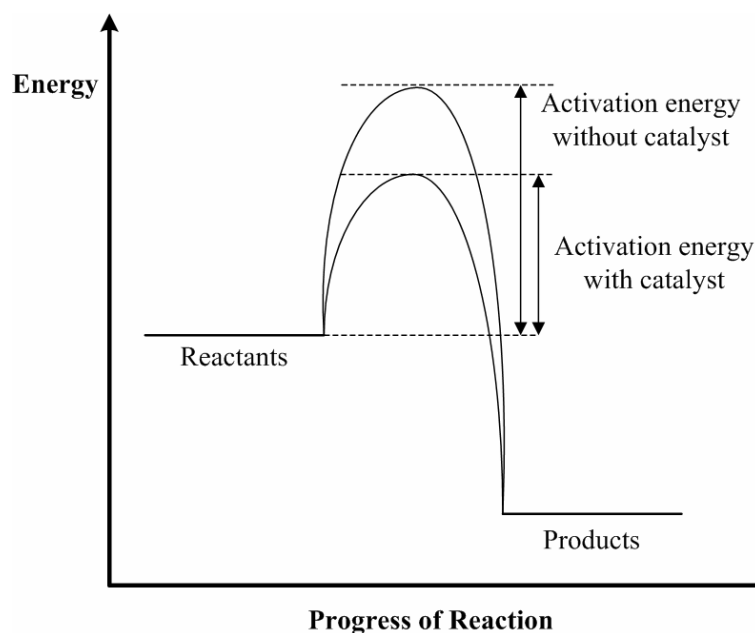 Energy
Activation energy
without catalyst
Activation energy
with catalyst
Reactants
Products
Progress of Reaction